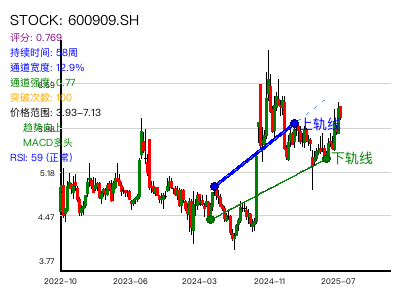 STOCK: 600909.SH
评分: 0.769
持续时间: 58周
通道宽度: 12.9%
通道强度: 0.77
突破次数: 100
价格范围: 3.93-7.13
趋势向上
MACD多头
RSI: 59 (正常)
上轨线
下轨线
5.18
4.47
3.77
2022-10
2023-06
2024-03
2024-11
2025-07